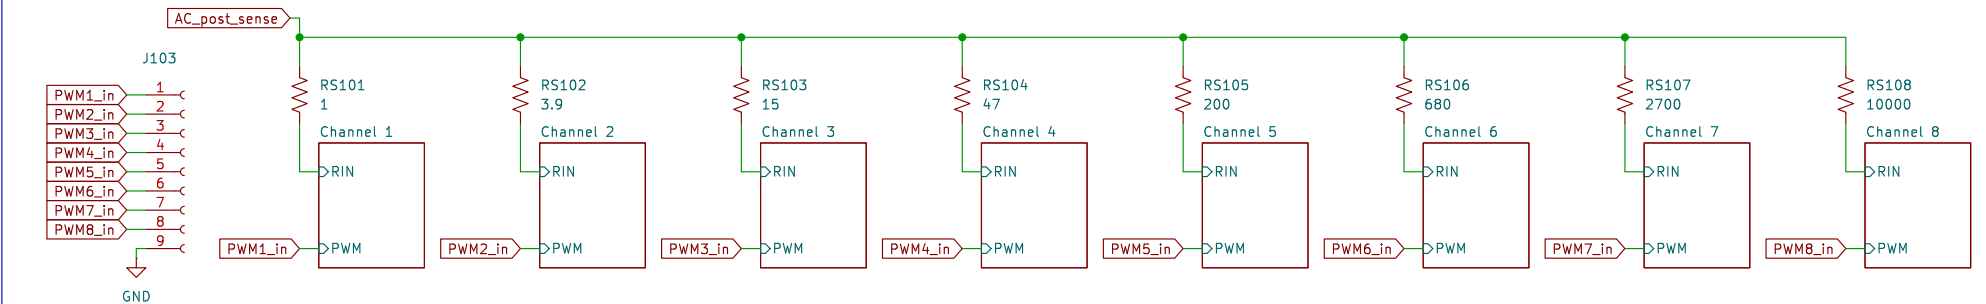 AC_post_sense
J103
PWM1_in 1
PWM2_in 2
PWM3_in 3
PWM4_in 4
PWM5_in 5
PWM6_in 6
PWM7_in 7
PWM8_in 8
9
GND
RS101
1
Channel 1
RIN
PWM1_in PWM
RS102
3.9
Channel 2
RIN
PWM2_in PWM
RS103
15
Channel 3
RIN
PWM3_in PWM
RS104
47
Channel 4
RIN
PWM4_in PWM
RS105
200
Channel 5
RIN
PWM5_in PWM
RS106
680
Channel 6
RIN
PWM6_in PWM
RS107
2700
Channel 7
RIN
PWM7_in PWM
RS108
10000
Channel 8
RIN
PWM8_in PWM